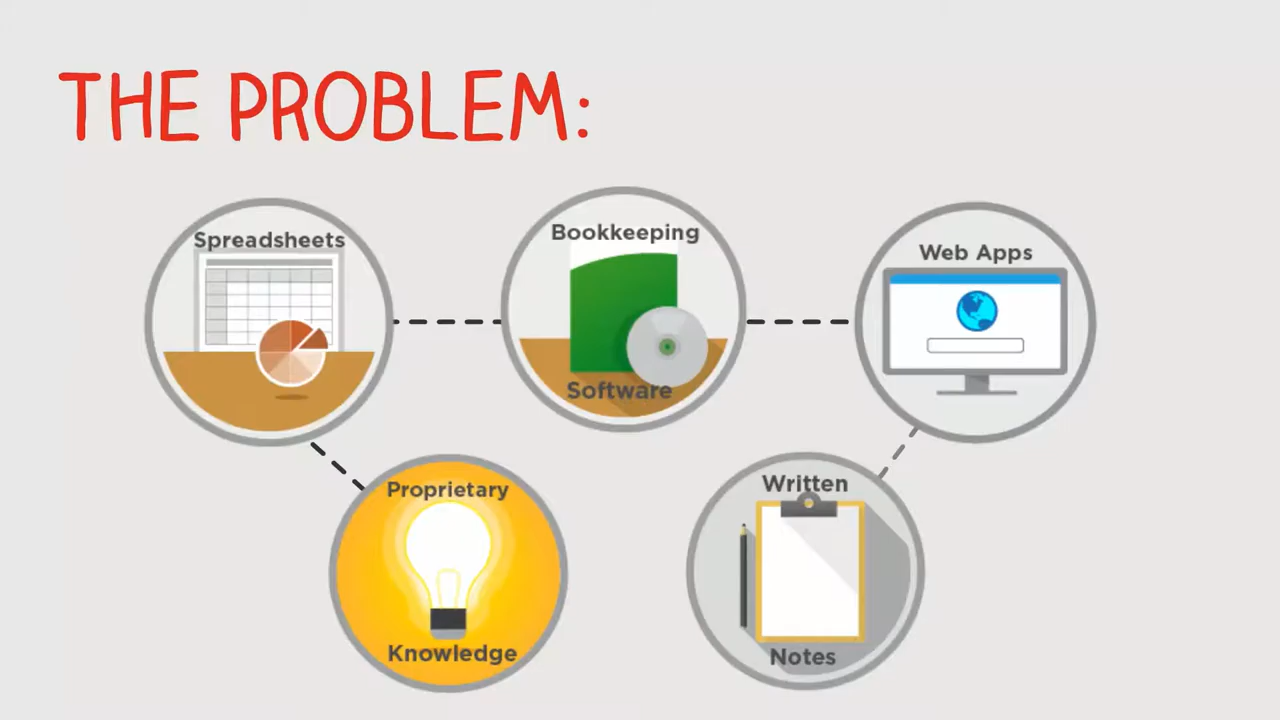 THE PROBLEM:
Spreadsheets
Bookkeeping
Software
Web Apps
Proprietary
Knowledge
Written
Notes